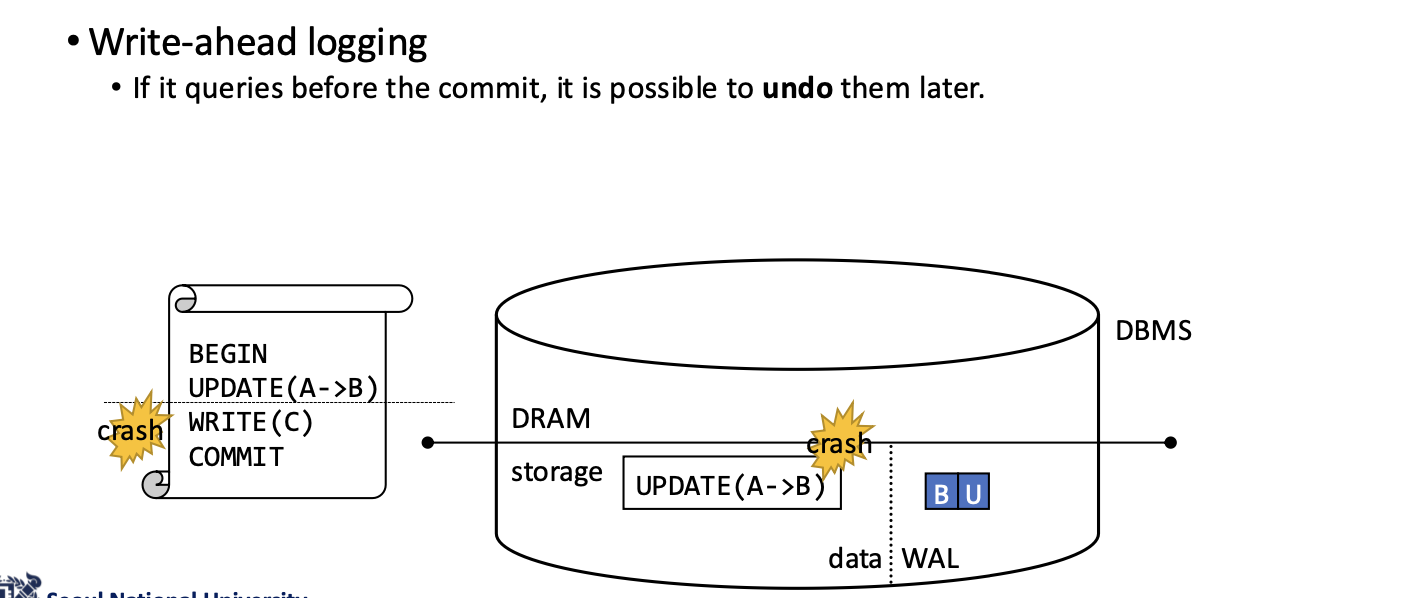 • Write-ahead logging
• If it queries before the commit, it is possible to undo them later.
BEGIN
UPDATE(A->B)
WRITE(C)
COMMIT
crash
DBMS
DRAM
crash
storage
UPDATE(A->B)
B U
data
WAL
Seoul National University